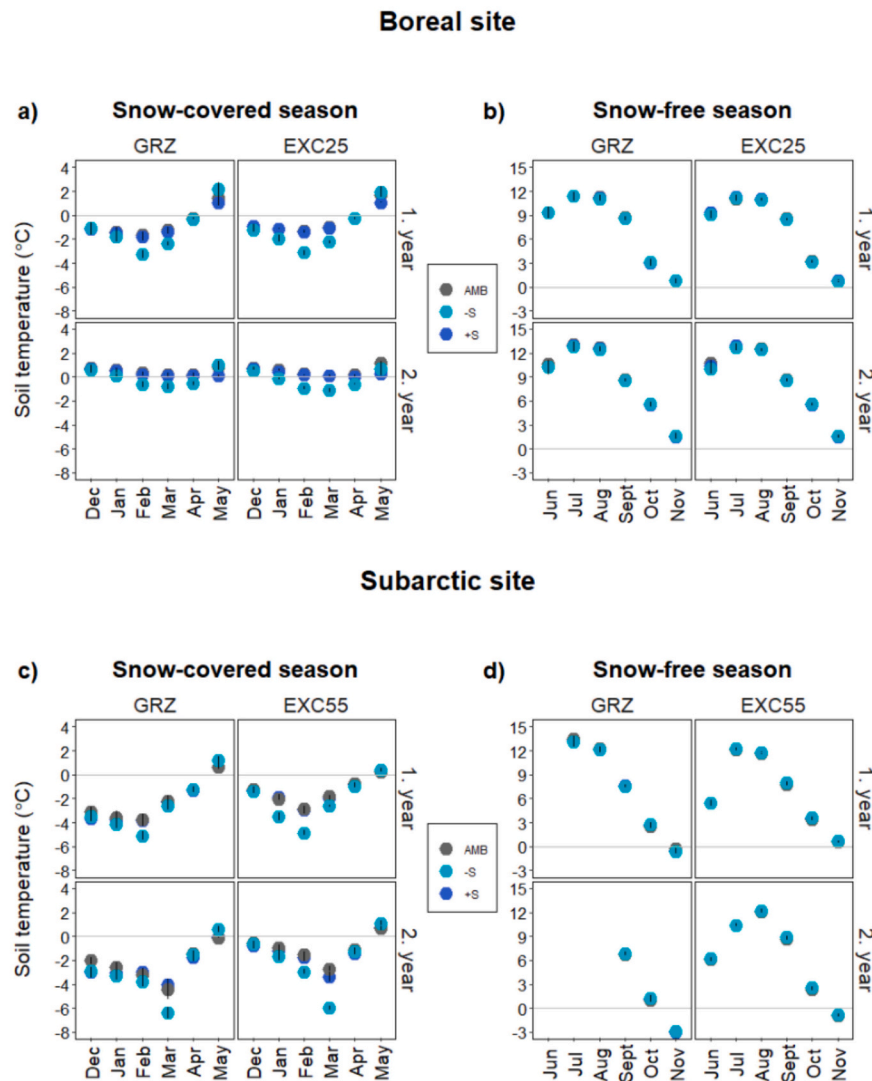 Boreal site
a) Snow-covered season
GRZ EXC25
4
2
0
-2
-4
-6
-8
1. year
4
2
0
-2
-4
-6
-8
2. year
Soil temperature (°C)
Dec Jan Feb Mar Apr May Dec Jan Feb Mar Apr May
AMB
-S
+S
b) Snow-free season
GRZ EXC25
15
12
9
6
3
0
-3
1. year
15
12
9
6
3
0
-3
2. year
Jun Jul Aug Sept Oct Nov Jun Jul Aug Sept Oct Nov
Subarctic site
c) Snow-covered season
GRZ EXC55
4
2
0
-2
-4
-6
-8
1. year
4
2
0
-2
-4
-6
-8
2. year
Soil temperature (°C)
Dec Jan Feb Mar Apr May Dec Jan Feb Mar Apr May
AMB
-S
+S
d) Snow-free season
GRZ EXC55
15
12
9
6
3
0
-3
1. year
15
12
9
6
3
0
-3
2. year
Jun Jul Aug Sept Oct Nov Jun Jul Aug Sept Oct Nov